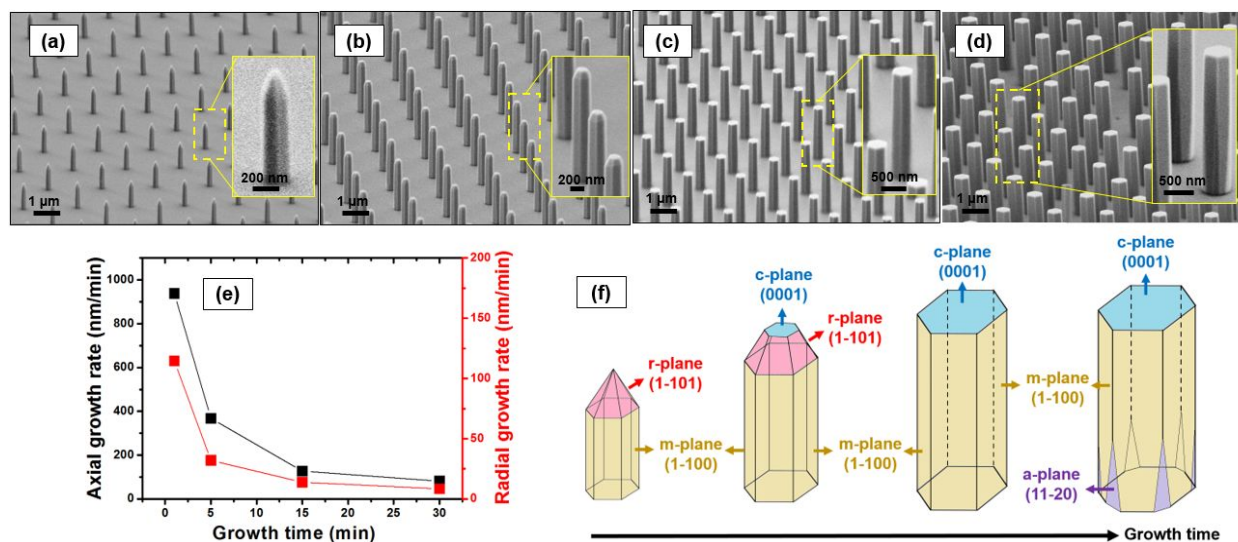 (a)
200 nm
1 µm
(b)
200 nm
1 µm
(c)
500 nm
1 µm
(d)
500 nm
1 µm
(e)
Axial growth rate (nm/min)
1000
800
600
400
200
0
Radial growth rate (nm/min)
200
150
100
50
0
0 5 10 15 20 25 30
Growth time (min)
(f)
r-plane
(1-101)
m-plane
(1-100)
c-plane
(0001)
r-plane
(1-101)
m-plane
(1-100)
c-plane
(0001)
m-plane
(1-100)
c-plane
(0001)
a-plane
(11-20)
Growth time